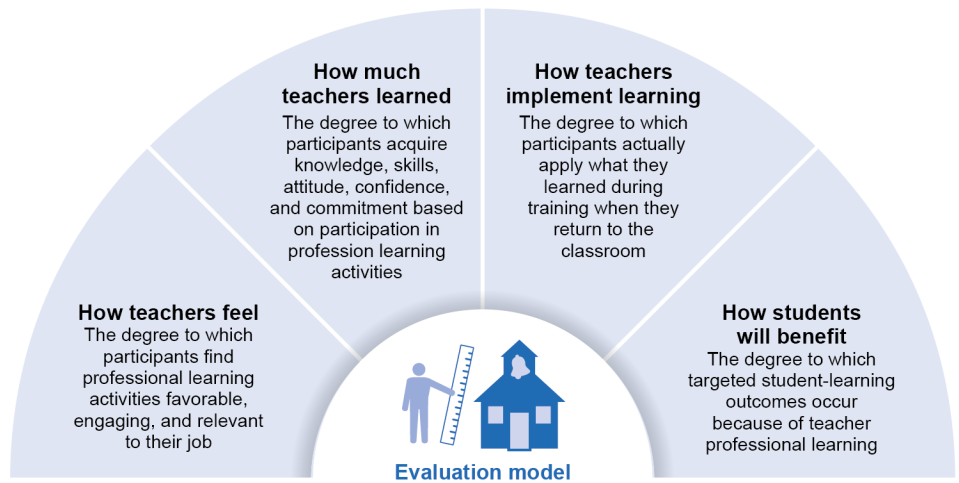 How teachers feel
The degree to which
participants find
professional learning
activities favorable,
engaging, and relevant
to their job
How much
teachers learned
The degree to which
participants acquire
knowledge, skills,
attitude, confidence,
and commitment based
on participation in
profession learning
activities
How teachers
implement learning
The degree to which
participants actually
apply what they
learned during
training when they
return to the
classroom
How students
will benefit
The degree to which
targeted student-learning
outcomes occur
because of teacher
professional learning
Evaluation model